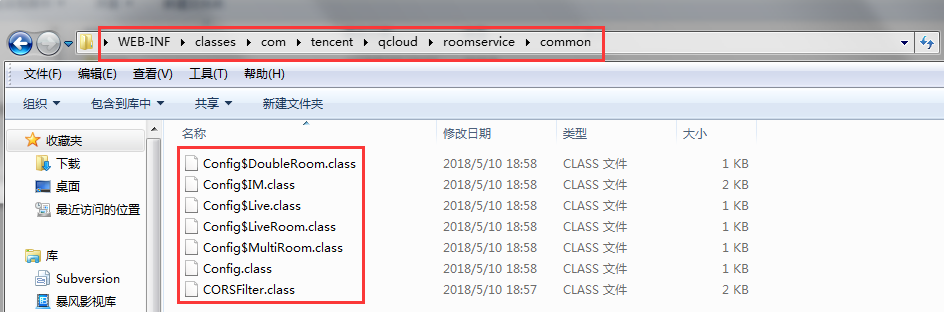 WEB-INF classes com tencent qcloud roomservice common
文件(F) 编辑(E) 查看(V) 工具(T) 帮助(H)
组织 包含到库中 共享 新建文件夹
收藏夹
下载
桌面
最近访问的位置
库
Subversion
暴风影视库
名称 修改日期 类型 大小
Config$DoubleRoom.class 2018/5/10 18:58 CLASS 文件 1 KB
Config$IM.class 2018/5/10 18:58 CLASS 文件 2 KB
Config$Live.class 2018/5/10 18:58 CLASS 文件 1 KB
Config$LiveRoom.class 2018/5/10 18:58 CLASS 文件 1 KB
Config$MultiRoom.class 2018/5/10 18:58 CLASS 文件 1 KB
Config.class 2018/5/10 18:58 CLASS 文件 1 KB
CORSFilter.class 2018/5/10 18:57 CLASS 文件 2 KB